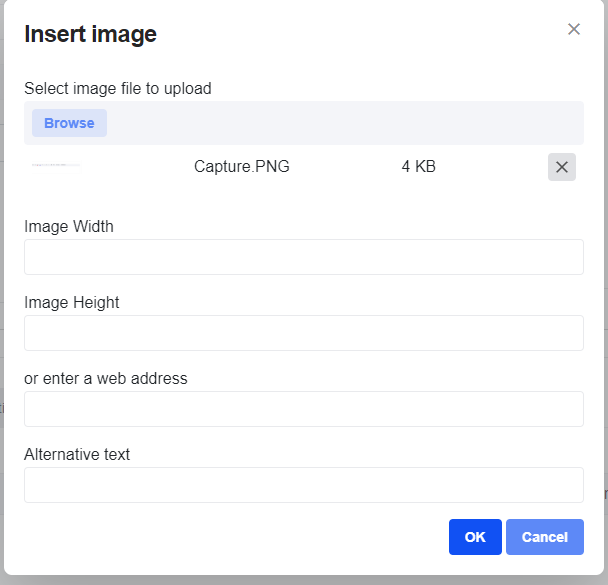 Insert image
Select image file to upload
Browse
Capture.PNG 4 KB
Image Width
Image Height
or enter a web address
Alternative text
OK Cancel